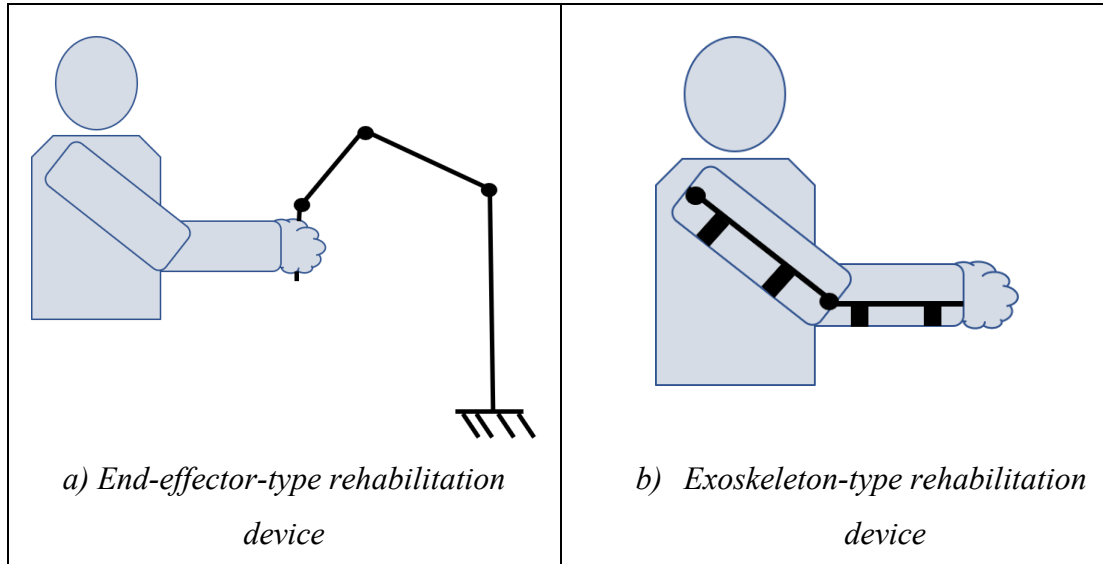 a) End-effector-type rehabilitation
device
b) Exoskeleton-type rehabilitation
device